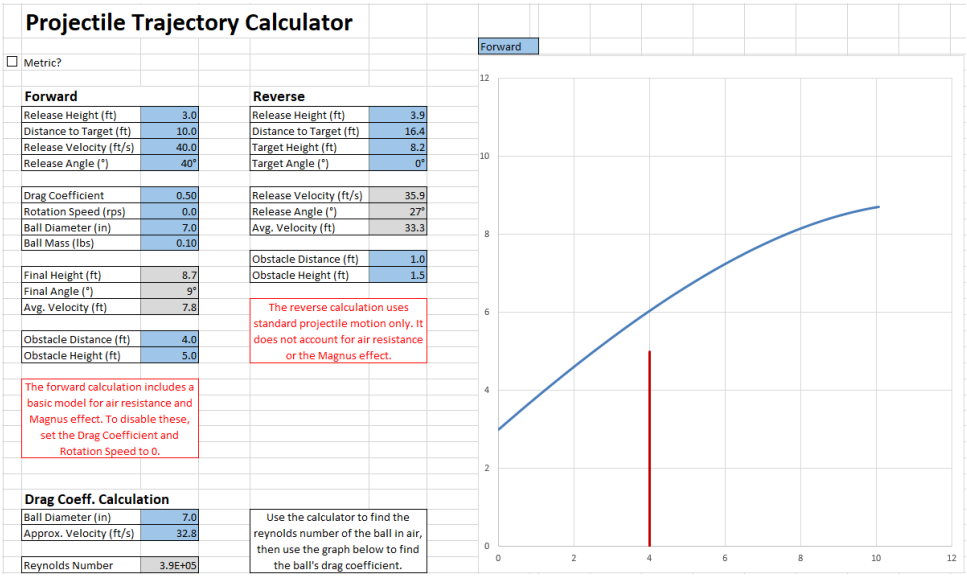 Projectile Trajectory Calculator
Metric?
Forward
Release Height (ft) 3.0
Distance to Target (ft) 10.0
Release Velocity (ft/s) 40.0
Release Angle (°) 40°
Drag Coefficient 0.50
Rotation Speed (rps) 0.0
Ball Diameter (in) 7.0
Ball Mass (lbs) 0.10
Final Height (ft) 8.7
Final Angle (°) 9°
Avg. Velocity (ft) 7.8
Obstacle Distance (ft) 4.0
Obstacle Height (ft) 5.0
The forward calculation includes a
basic model for air resistance and
Magnus effect. To disable these,
set the Drag Coefficient and
Rotation Speed to 0.
Drag Coeff. Calculation
Ball Diameter (in) 7.0
Approx. Velocity (ft/s) 32.8
Reynolds Number 3.9E+05
Reverse
Release Height (ft) 3.9
Distance to Target (ft) 16.4
Target Height (ft) 8.2
Target Angle (°) 0°
Release Velocity (ft/s) 35.9
Release Angle (°) 27°
Avg. Velocity (ft) 33.3
Obstacle Distance (ft) 1.0
Obstacle Height (ft) 1.5
The reverse calculation uses
standard projectile motion only. It
does not account for air resistance
or the Magnus effect.
Use the calculator to find the
reynolds number of the ball in air,
then use the graph below to find
the ball's drag coefficient.
Forward
12
10
8
6
4
2
0
0 2 4 6 8 10 12